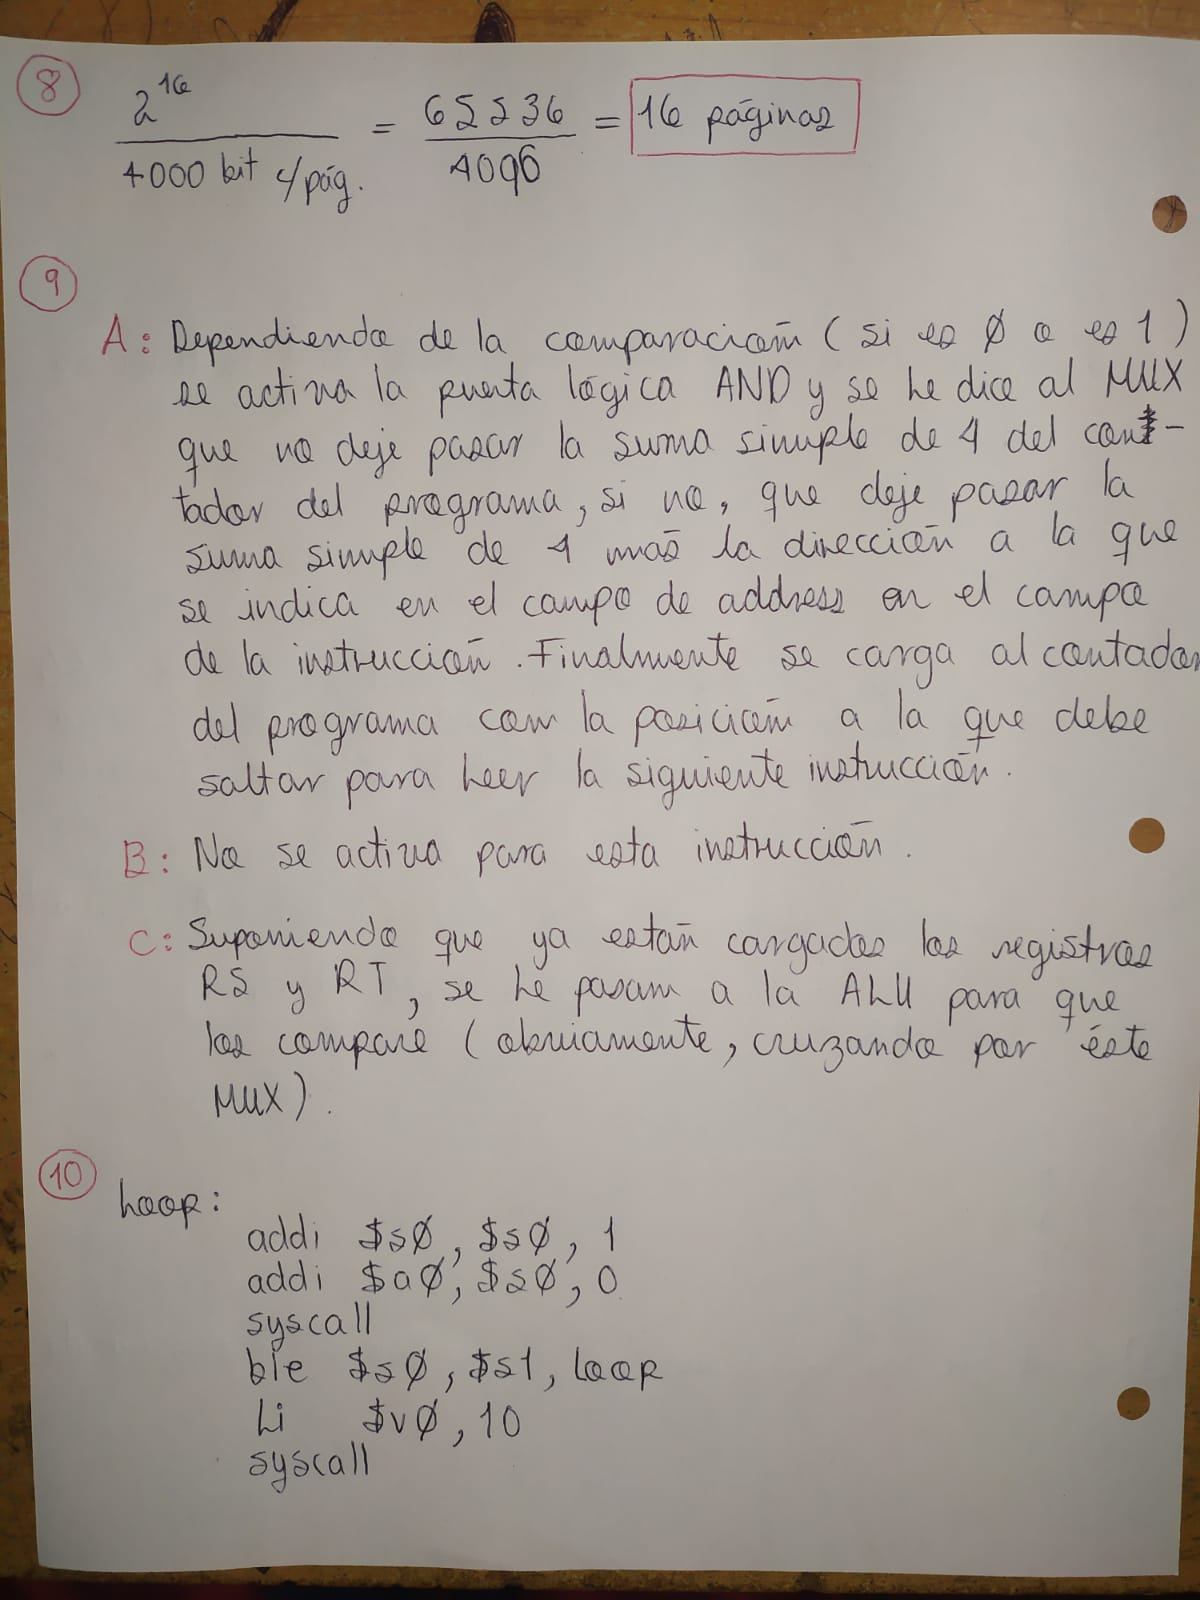 8
2^16 / 4000 bit c/pág. = 65536 / 4096 = 16 páginas
9
A: Dependiendo de la comparación (si es 0 o es 1)
se activa la puerta lógica AND y se le dice al MUX
que no deje pasar la suma simple de 4 del con-
tador del programa, si no, que deje pasar la
suma simple de 4 más la dirección a la que
se indica en el campo de address en el campo
de la instrucción. Finalmente se carga al contador
del programa con la posición a la que debe
saltar para leer la siguiente instrucción.
B: No se activa para esta instrucción.
C: Suponiendo que ya están cargados los registros
RS y RT, se le pasan a la ALU para que
los compare (obviamente, cruzando por éste
MUX).
10
Loop:
addi $s0, $s0, 1
addi $a0, $s0, 0
syscall
ble $s0, $s1, Loop
Li $v0, 10
syscall